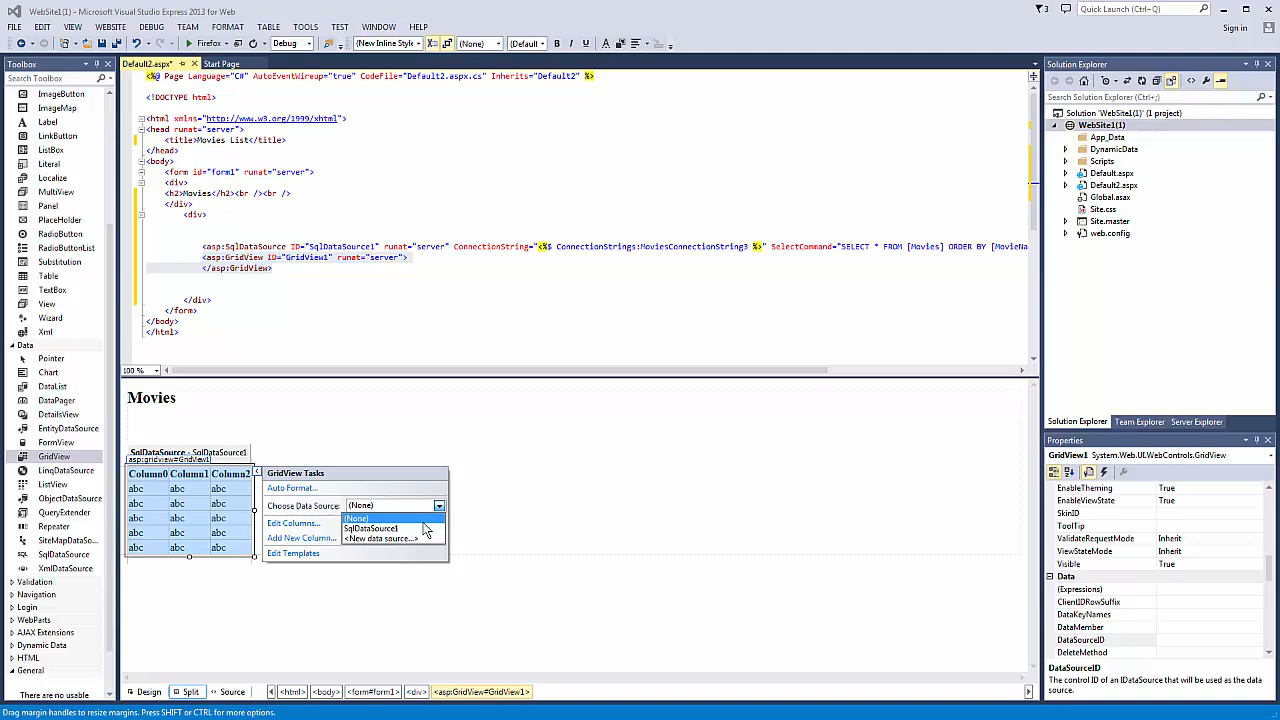 WebSite1(1) - Microsoft Visual Studio Express 2013 for Web
3
Quick Launch (Ctrl+Q)
FILE EDIT VIEW WEBSITE DEBUG TEAM FORMAT TABLE TOOLS TEST WINDOW HELP
Sign in
Firefox Debug (New Inline Style) (None) (Default B I U A
Toolbox
Search Toolbox
ImageButton
ImageMap
Label
LinkButton
ListBox
Literal
Localize
MultiView
Panel
PlaceHolder
RadioButton
RadioButtonList
Substitution
Table
TextBox
View
Wizard
Xml
Data
Pointer
Chart
DataList
DataPager
DetailsView
EntityDataSource
FormView
GridView
LinqDataSource
ListView
ObjectDataSource
QueryExtender
Repeater
SiteMapDataSource
SqlDataSource
XmlDataSource
Validation
Navigation
Login
WebParts
AJAX Extensions
Dynamic Data
HTML
General
There are no usable
Default2.aspx* Start Page
<%@ Page Language="C#" AutoEventWireup="true" CodeFile="Default2.aspx.cs" Inherits="Default2" %>
<!DOCTYPE html>
<html xmlns="http://www.w3.org/1999/xhtml">
<head runat="server">
<title>Movies List</title>
</head>
<body>
<form id="form1" runat="server">
<div>
<h2>Movies</h2><br /><br />
</div>
<div>
<asp:SqlDataSource ID="SqlDataSource1" runat="server" ConnectionString="<%$ ConnectionStrings:MoviesConnectionString3 %>" SelectCommand="SELECT * FROM [Movies] ORDER BY [MovieNa
<asp:GridView ID="GridView1" runat="server">
</asp:GridView>
</div>
</form>
</body>
</html>
100 %
Movies
SqlDataSource - SqlDataSource1
asp:gridview#GridView1
Column0 Column1 Column2
abc abc abc
abc abc abc
abc abc abc
abc abc abc
abc abc abc
GridView Tasks
Auto Format...
Choose Data Source: (None)
(None)
SqlDataSource1
<New data source...>
Edit Columns...
Add New Column...
Edit Templates
Design Split Source <html> <body> <form#form1> <div> <asp:GridView#GridView1>
Solution Explorer
Search Solution Explorer (Ctrl+;)
Solution 'WebSite1(1)' (1 project)
WebSite1(1)
App_Data
DynamicData
Scripts
Default.aspx
Default2.aspx
Global.asax
Site.css
Site.master
web.config
Solution Explorer Team Explorer Server Explorer
Properties
GridView1 System.Web.UI.WebControls.GridView
EnableTheming True
EnableViewState True
SkinID
ToolTip
ValidateRequestMode Inherit
ViewStateMode Inherit
Visible True
Data
(Expressions)
ClientIDRowSuffix
DataKeyNames
DataMember
DataSourceID
DeleteMethod
DataSourceID
The control ID of an IDataSource that will be used as the data
source.
Drag margin handles to resize margins. Press SHIFT or CTRL for more options.